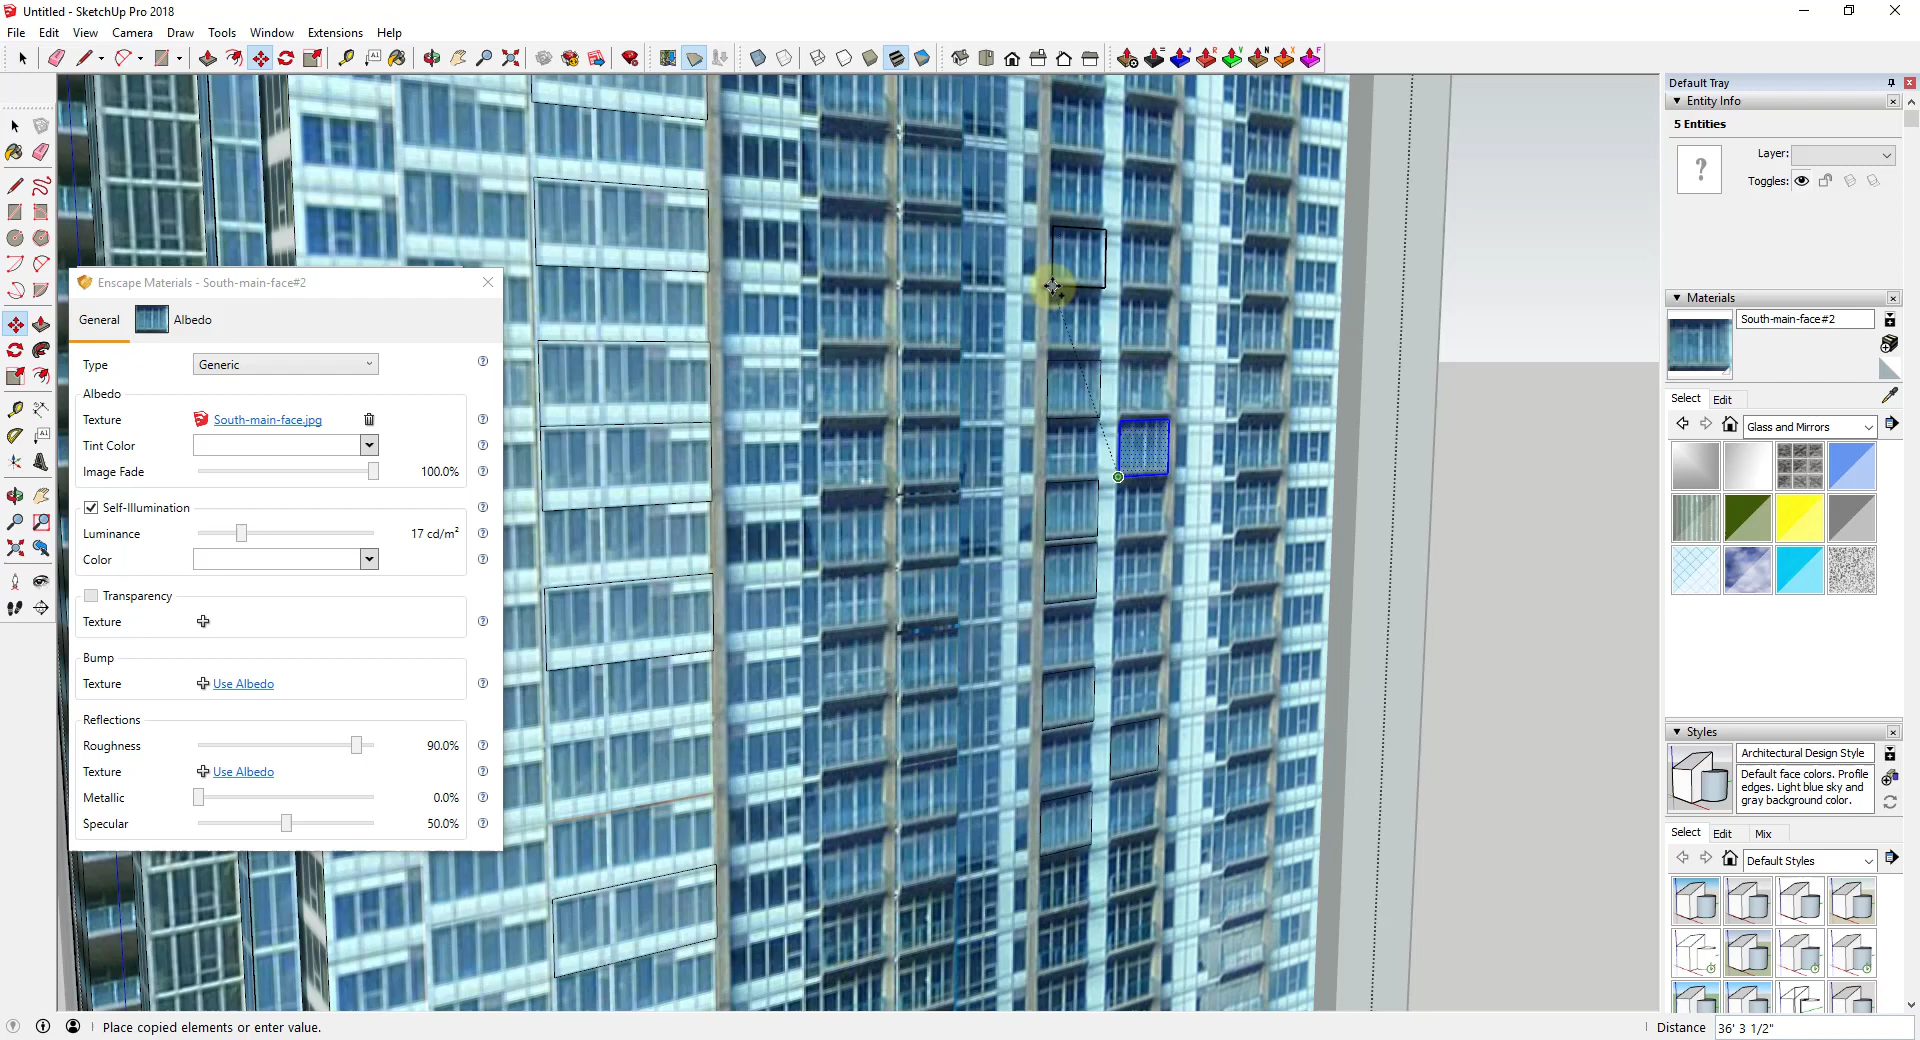 Untitled - SketchUp Pro 2018
File Edit View Camera Draw Tools Window Extensions Help
Default Tray
Entity Info
5 Entities
Layer:
Toggles:
Materials
South-main-face#2
Select Edit
Glass and Mirrors
Styles
Architectural Design Style
Default face colors. Profile
edges. Light blue sky and
gray background color.
Select Edit Mix
Default Styles
Enscape Materials - South-main-face#2
General Albedo
Type Generic
Albedo
Texture South-main-face.jpg
Tint Color
Image Fade 100.0%
Self-Illumination
Luminance 17 cd/m²
Color
Transparency
Texture
Bump
Texture Use Albedo
Reflections
Roughness 90.0%
Texture Use Albedo
Metallic 0.0%
Specular 50.0%
Place copied elements or enter value.
Distance 36' 3 1/2"